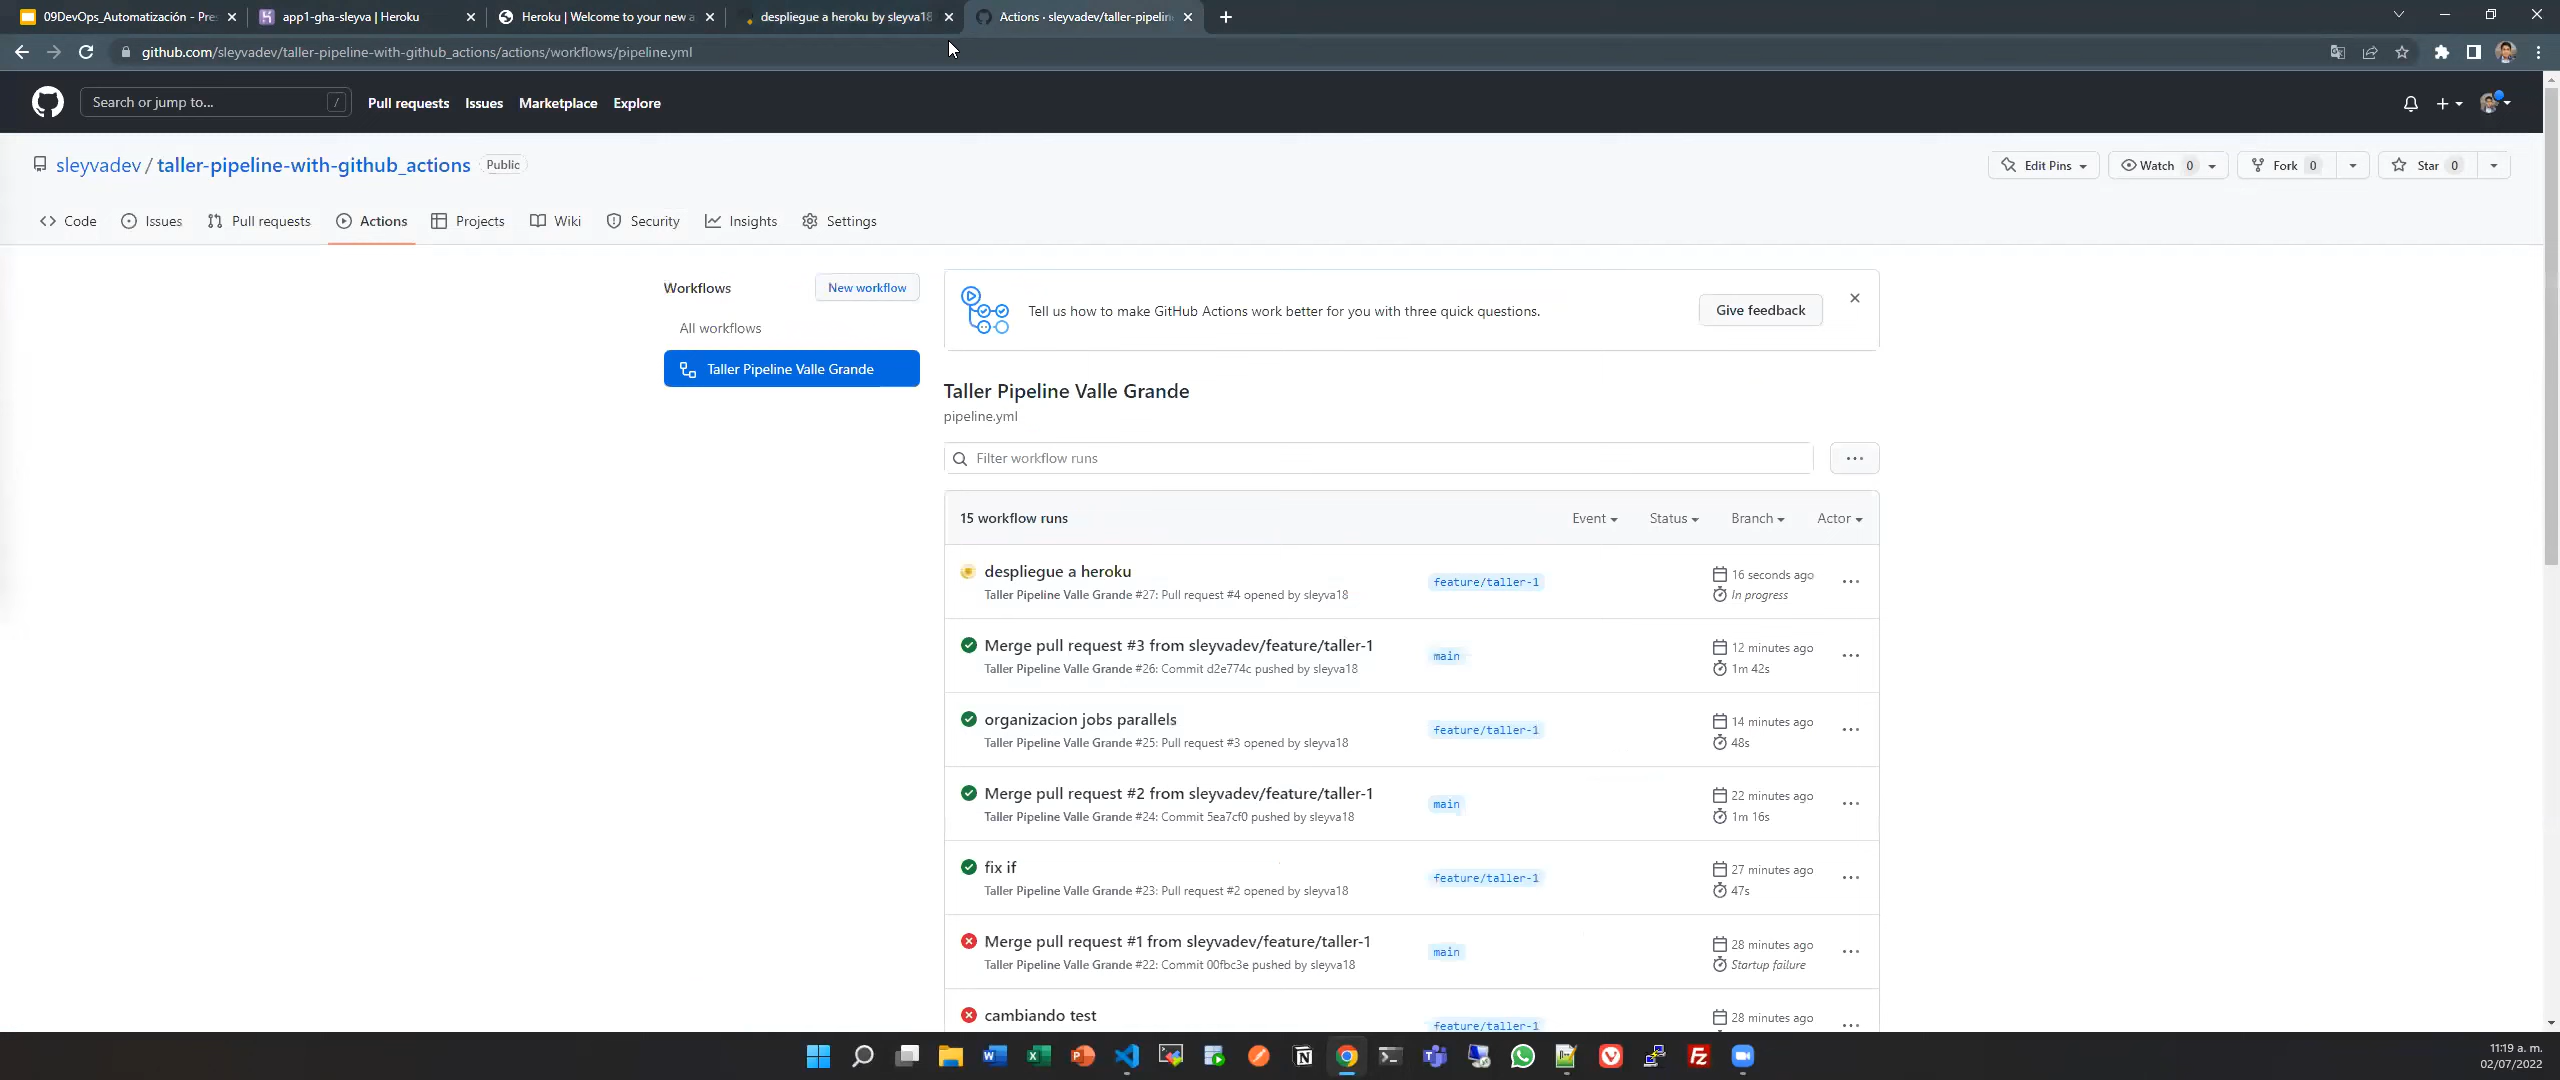 09DevOps_Automatización - Pres
app1-gha-sleyva | Heroku
Heroku | Welcome to your new a
despliegue a heroku by sleyva18
Actions · sleyvadev/taller-pipelin
github.com/sleyvadev/taller-pipeline-with-github_actions/actions/workflows/pipeline.yml
Search or jump to...
/
Pull requests
Issues
Marketplace
Explore
sleyvadev / taller-pipeline-with-github_actions
Public
Edit Pins
Watch 0
Fork 0
Star 0
Code
Issues
Pull requests
Actions
Projects
Wiki
Security
Insights
Settings
Workflows
New workflow
All workflows
Taller Pipeline Valle Grande
Tell us how to make GitHub Actions work better for you with three quick questions.
Give feedback
Taller Pipeline Valle Grande
pipeline.yml
Filter workflow runs
15 workflow runs
Event
Status
Branch
Actor
despliegue a heroku
Taller Pipeline Valle Grande #27: Pull request #4 opened by sleyva18
feature/taller-1
16 seconds ago
In progress
Merge pull request #3 from sleyvadev/feature/taller-1
Taller Pipeline Valle Grande #26: Commit d2e774c pushed by sleyva18
main
12 minutes ago
1m 42s
organizacion jobs parallels
Taller Pipeline Valle Grande #25: Pull request #3 opened by sleyva18
feature/taller-1
14 minutes ago
48s
Merge pull request #2 from sleyvadev/feature/taller-1
Taller Pipeline Valle Grande #24: Commit 5ea7cf0 pushed by sleyva18
main
22 minutes ago
1m 16s
fix if
Taller Pipeline Valle Grande #23: Pull request #2 opened by sleyva18
feature/taller-1
27 minutes ago
47s
Merge pull request #1 from sleyvadev/feature/taller-1
Taller Pipeline Valle Grande #22: Commit 00fbc3e pushed by sleyva18
main
28 minutes ago
Startup failure
cambiando test
feature/taller-1
28 minutes ago
11:19 a. m.
02/07/2022